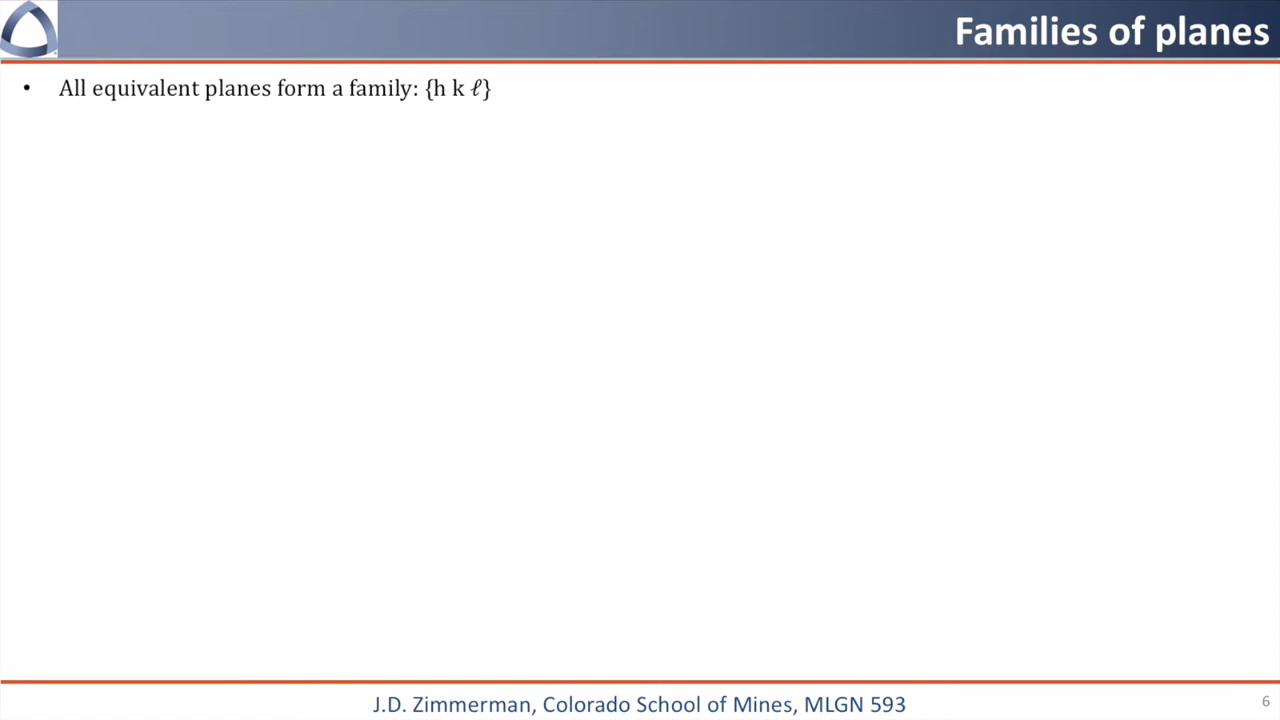 Families of planes
• All equivalent planes form a family: {h k ℓ}
J.D. Zimmerman, Colorado School of Mines, MLGN 593
6